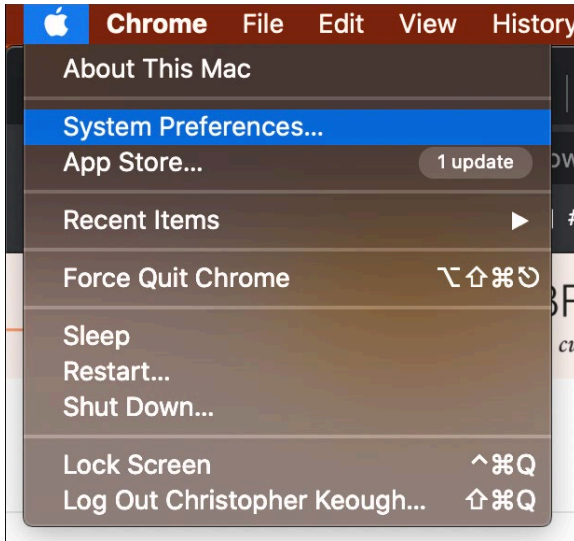 Chrome File Edit View History
About This Mac
System Preferences...
App Store... 1 update
Recent Items ▶
Force Quit Chrome ⌥⇧⌘⎋
Sleep
Restart...
Shut Down...
Lock Screen ^⌘Q
Log Out Christopher Keough... ⇧⌘Q